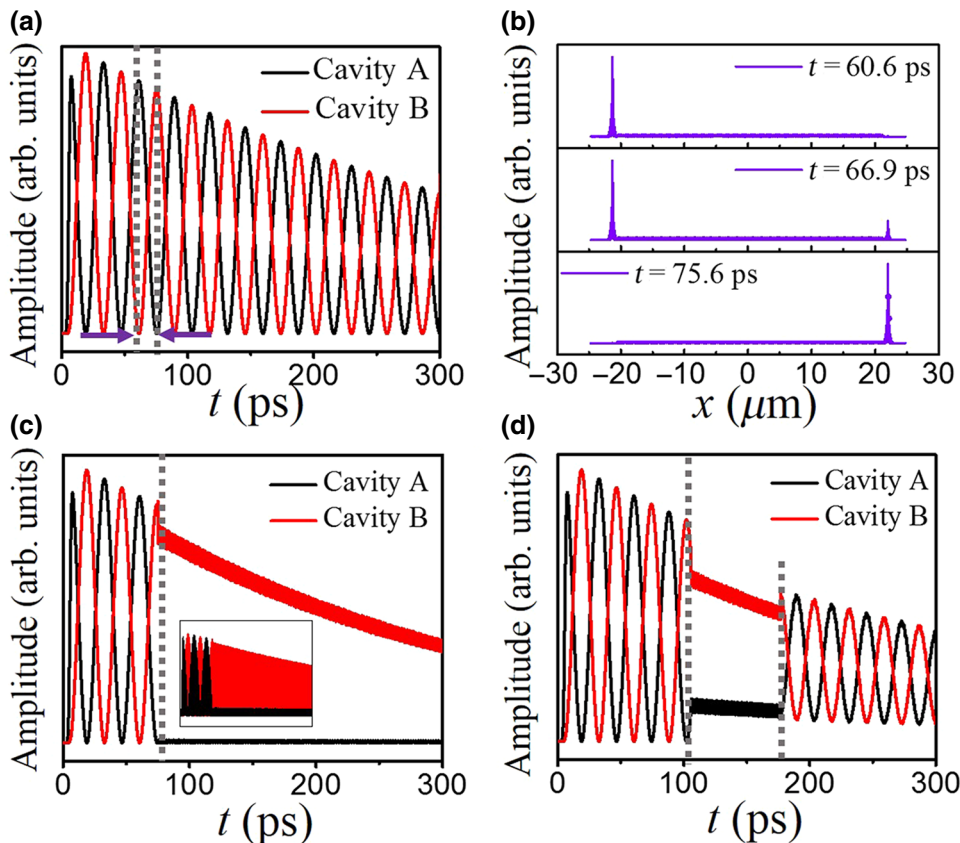 (a)
Amplitude (arb. units)
Cavity A
Cavity B
0 100 200 300
t (ps)
(b)
Amplitude (arb. units)
t = 60.6 ps
t = 66.9 ps
t = 75.6 ps
−30 −20 −10 0 10 20 30
x (μm)
(c)
Amplitude (arb. units)
Cavity A
Cavity B
0 100 200 300
t (ps)
(d)
Amplitude (arb. units)
Cavity A
Cavity B
0 100 200 300
t (ps)